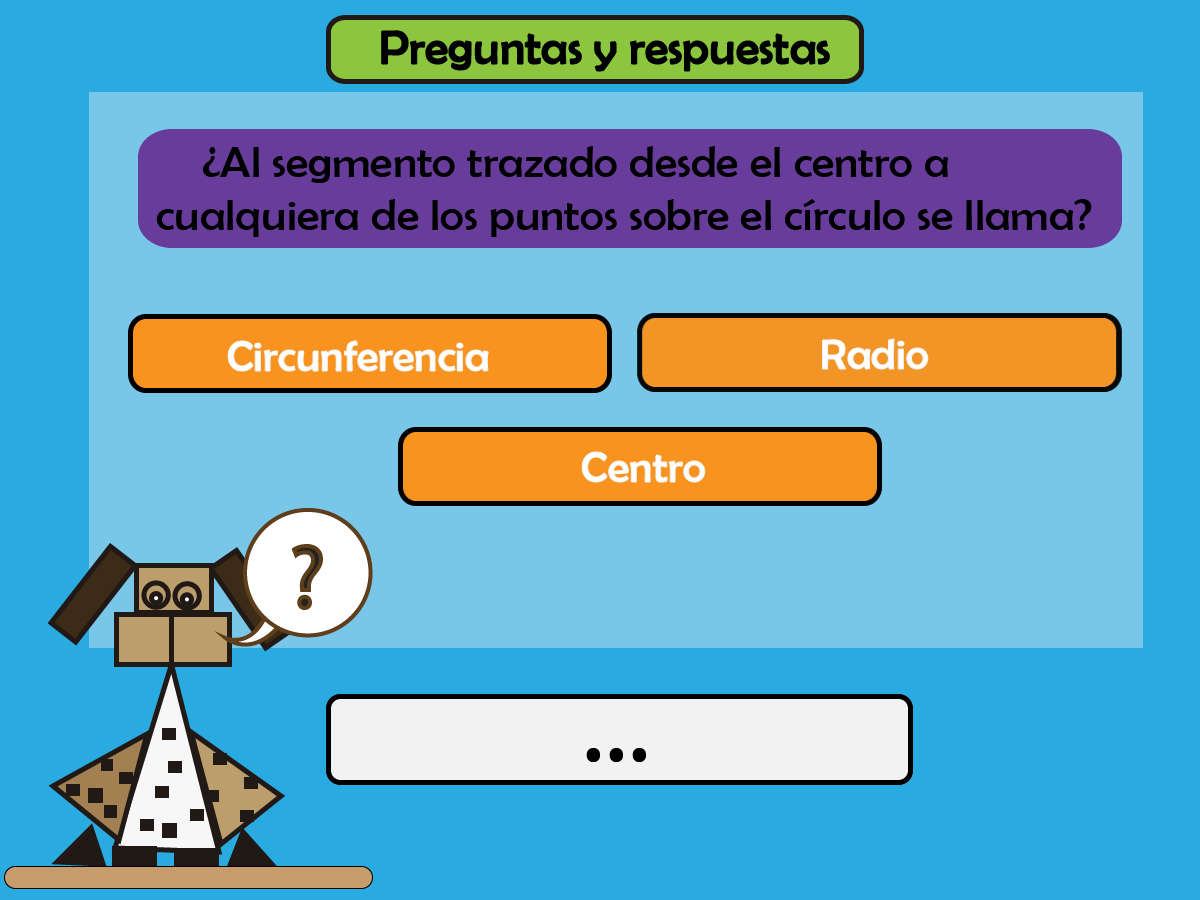 Preguntas y respuestas
¿Al segmento trazado desde el centro a
cualquiera de los puntos sobre el círculo se llama?
Circunferencia
Radio
Centro
?
...